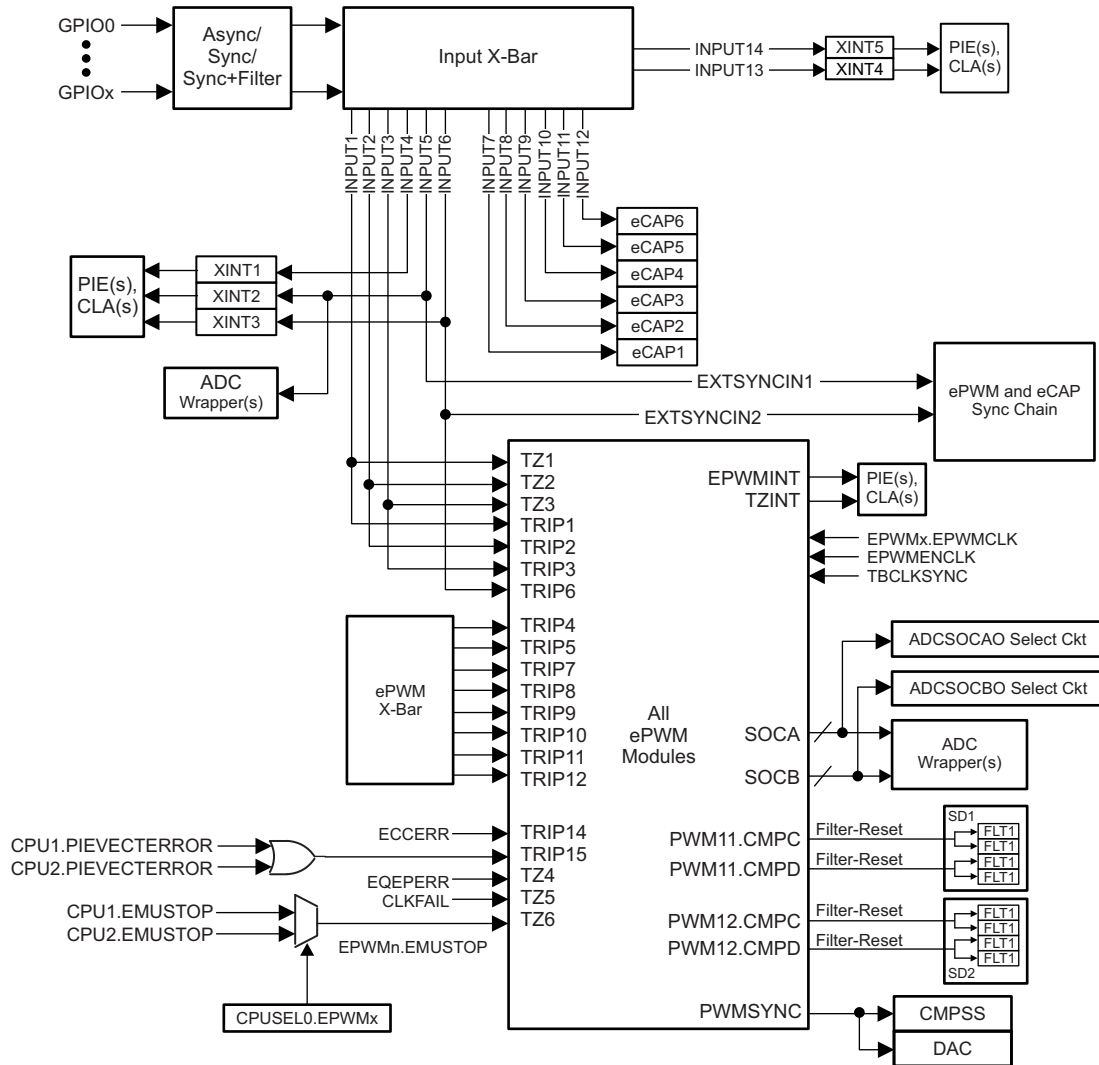 GPIO0
GPIOx
Async/
Sync/
Sync+Filter
Input X-Bar
INPUT14
INPUT13
XINT5
XINT4
PIE(s),
CLA(s)
INPUT1
INPUT2
INPUT3
INPUT4
INPUT5
INPUT6
INPUT7
INPUT8
INPUT9
INPUT10
INPUT11
INPUT12
eCAP6
eCAP5
eCAP4
eCAP3
eCAP2
eCAP1
PIE(s),
CLA(s)
XINT1
XINT2
XINT3
ADC
Wrapper(s)
EXTSYNCIN1
EXTSYNCIN2
ePWM and eCAP
Sync Chain
TZ1
TZ2
TZ3
TRIP1
TRIP2
TRIP3
TRIP6
EPWMINT
TZINT
PIE(s),
CLA(s)
EPWMx.EPWMCLK
EPWMENCLK
TBCLKSYNC
ePWM
X-Bar
TRIP4
TRIP5
TRIP7
TRIP8
TRIP9
TRIP10
TRIP11
TRIP12
All
ePWM
Modules
ADCSOCAO Select Ckt
ADCSOCBO Select Ckt
SOCA
SOCB
ADC
Wrapper(s)
CPU1.PIEVECTERROR
CPU2.PIEVECTERROR
ECCERR
TRIP14
TRIP15
EQEPERR
TZ4
CLKFAIL
TZ5
TZ6
CPU1.EMUSTOP
CPU2.EMUSTOP
EPWMn.EMUSTOP
CPUSEL0.EPWMx
PWM11.CMPC
Filter-Reset
PWM11.CMPD
Filter-Reset
SD1
FLT1
FLT1
FLT1
FLT1
PWM12.CMPC
Filter-Reset
PWM12.CMPD
Filter-Reset
FLT1
FLT1
FLT1
FLT1
SD2
PWMSYNC
CMPSS
DAC